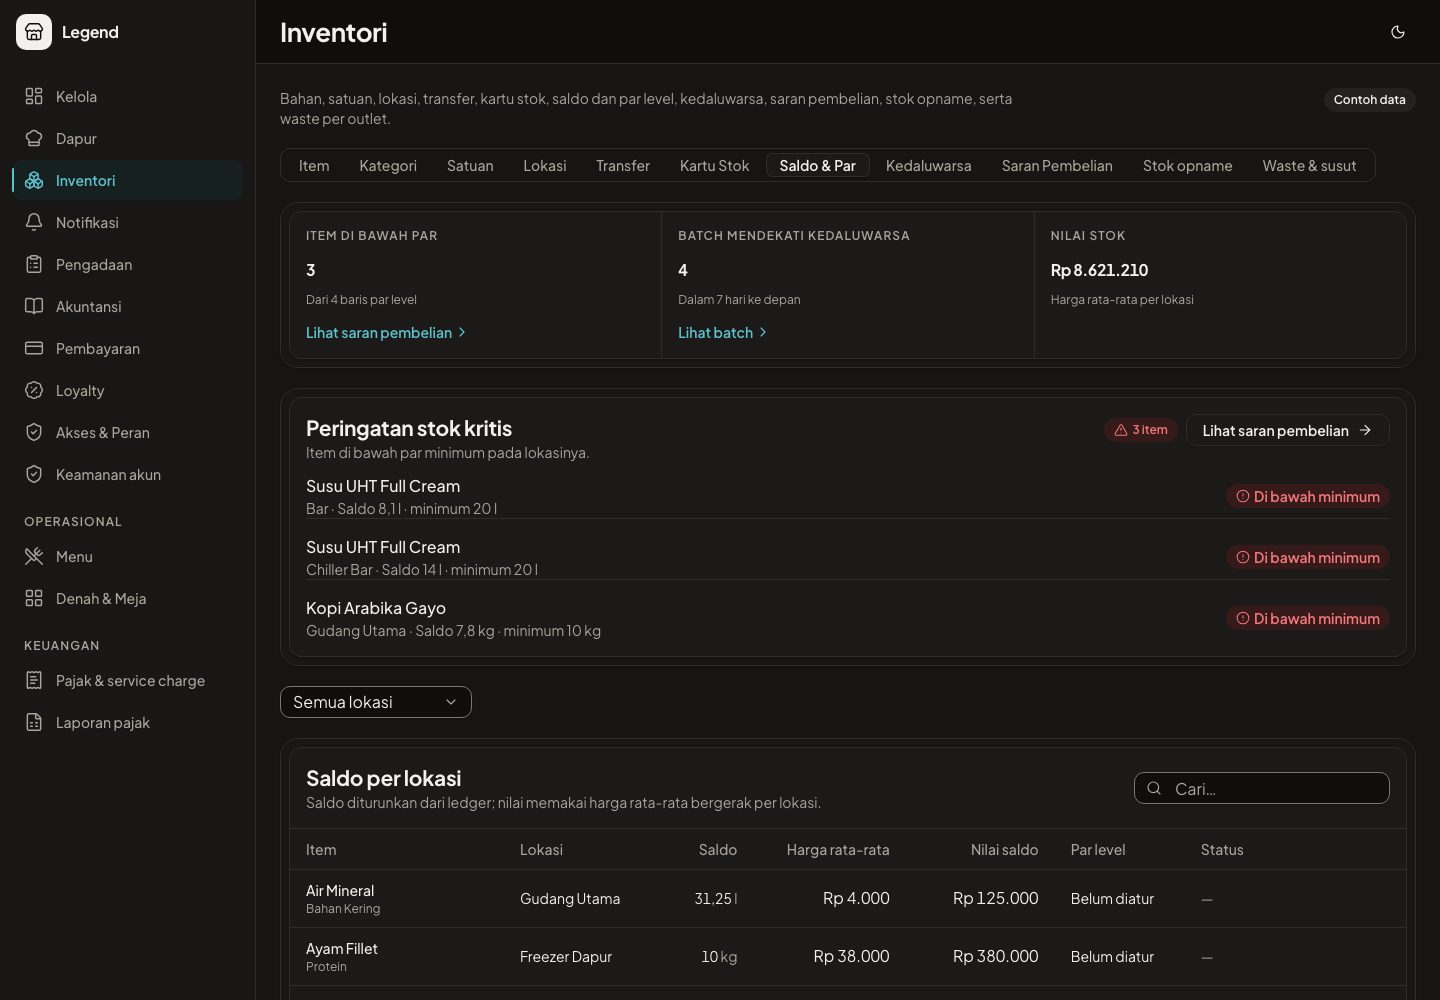 Legend
Kelola
Dapur
Inventori
Notifikasi
Pengadaan
Akuntansi
Pembayaran
Loyalty
Akses & Peran
Keamanan akun
OPERASIONAL
Menu
Denah & Meja
KEUANGAN
Pajak & service charge
Laporan pajak
Inventori
Bahan, satuan, lokasi, transfer, kartu stok, saldo dan par level, kedaluwarsa, saran pembelian, stok opname, serta
waste per outlet.
Contoh data
Item Kategori Satuan Lokasi Transfer Kartu Stok Saldo & Par Kedaluwarsa Saran Pembelian Stok opname Waste & susut
ITEM DI BAWAH PAR
3
Dari 4 baris par level
Lihat saran pembelian
BATCH MENDEKATI KEDALUWARSA
4
Dalam 7 hari ke depan
Lihat batch
NILAI STOK
Rp 8.621.210
Harga rata-rata per lokasi
Peringatan stok kritis
Item di bawah par minimum pada lokasinya.
3 item
Lihat saran pembelian
Susu UHT Full Cream
Bar · Saldo 8,1 l · minimum 20 l
Di bawah minimum
Susu UHT Full Cream
Chiller Bar · Saldo 14 l · minimum 20 l
Di bawah minimum
Kopi Arabika Gayo
Gudang Utama · Saldo 7,8 kg · minimum 10 kg
Di bawah minimum
Semua lokasi
Saldo per lokasi
Saldo diturunkan dari ledger; nilai memakai harga rata-rata bergerak per lokasi.
Cari...
Item Lokasi Saldo Harga rata-rata Nilai saldo Par level Status
Air Mineral
Bahan Kering
Gudang Utama 31,25 l Rp 4.000 Rp 125.000 Belum diatur —
Ayam Fillet
Protein
Freezer Dapur 10 kg Rp 38.000 Rp 380.000 Belum diatur —